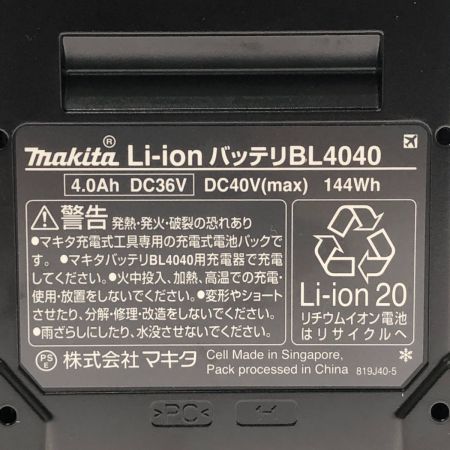 makita® Li-ion バッテリBL4040
4.0Ah DC36V DC40V(max) 144Wh
⚠警告 発熱・発火・破裂の恐れあり
●マキタ充電式工具専用の充電式電池パックで
す。●マキタバッテリBL4040用充電器で充電
してください。●火中投入、加熱、高温での充電・
使用・放置をしないでください。●変形やショート
させたり、分解・修理・改造をしないでください。
●雨ざらしにしたり、水没させないでください。
Li-ion 20
リチウムイオン電池
はリサイクルへ
PSE 株式会社マキタ
Cell Made in Singapore,
Pack processed in China
819J40-5
>PC<